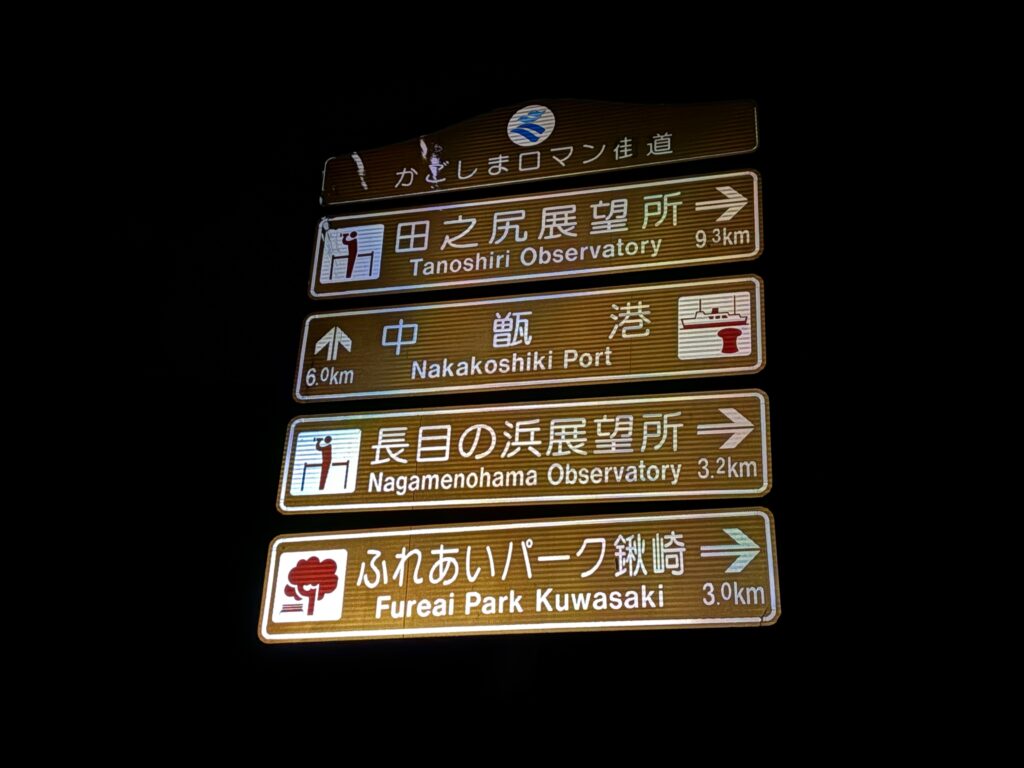 かごしまロマン街道
田之尻展望所
Tanoshiri Observatory
9.3km
中甑港
6.0km
Nakakoshiki Port
長目の浜展望所
Nagamenohama Observatory
3.2km
ふれあいパーク鍬崎
Fureai Park Kuwasaki
3.0km